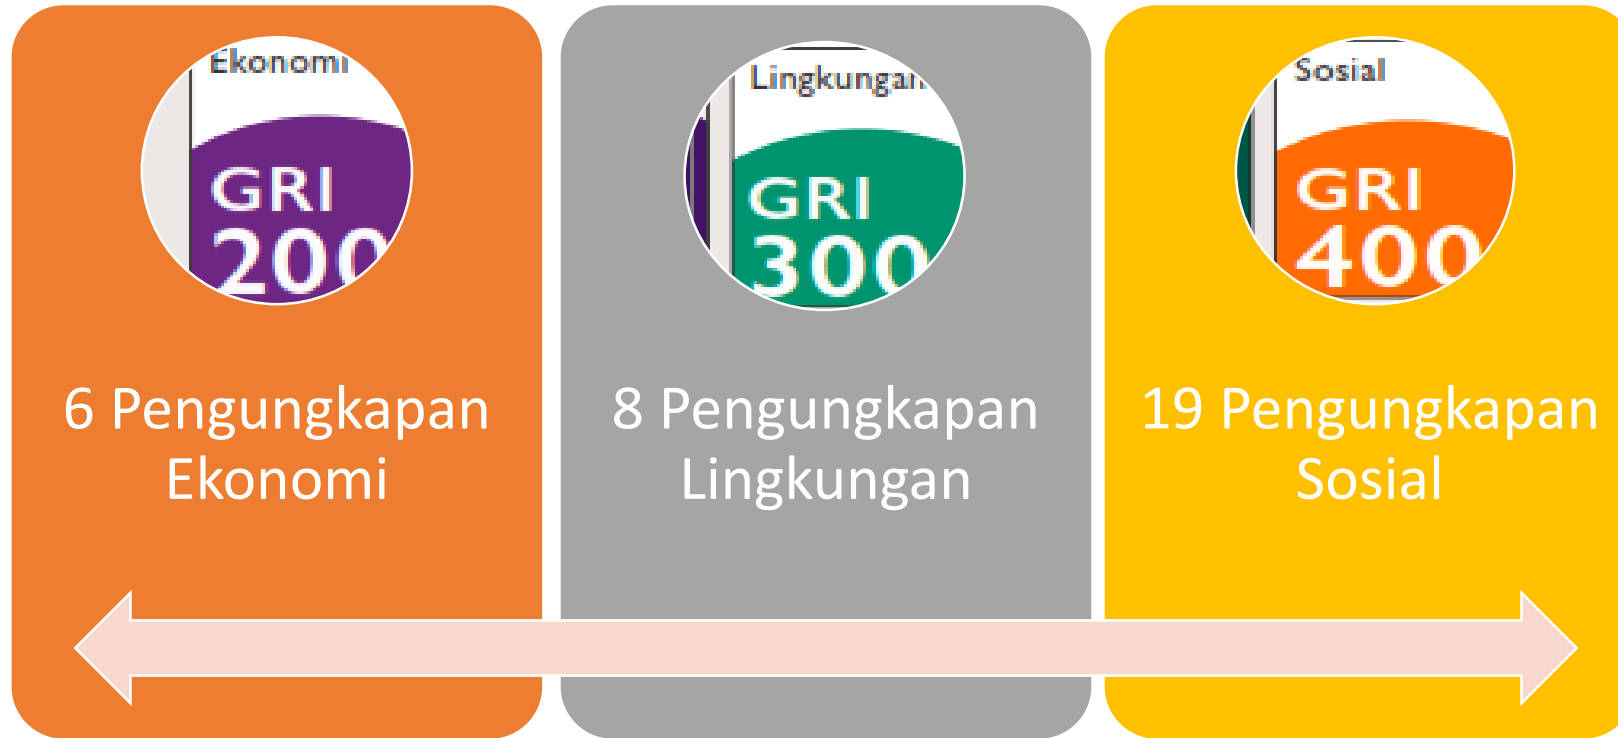 Ekonomi
GRI
200
6 Pengungkapan
Ekonomi
Lingkungan
GRI
300
8 Pengungkapan
Lingkungan
Sosial
GRI
400
19 Pengungkapan
Sosial